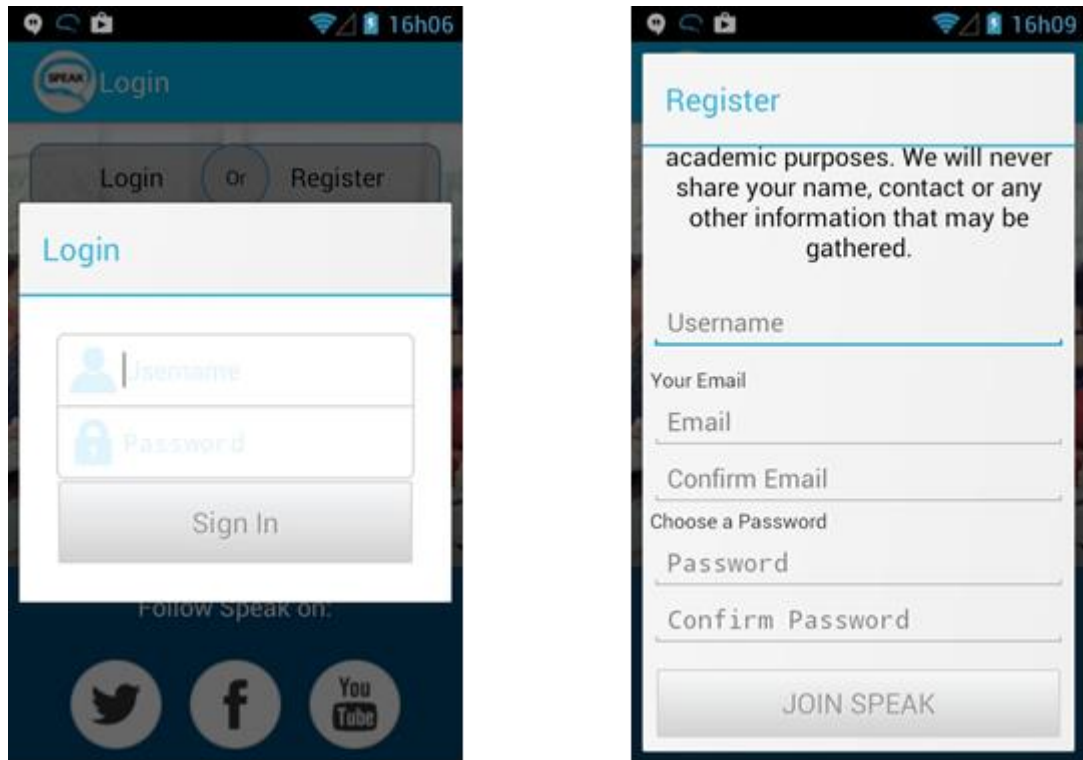 16h06
SPEAK Login
Login Or Register
Login
Username
Password
Sign In
Follow Speak on:
You
Tube
16h09
Register
academic purposes. We will never
share your name, contact or any
other information that may be
gathered.
Username
Your Email
Email
Confirm Email
Choose a Password
Password
Confirm Password
JOIN SPEAK